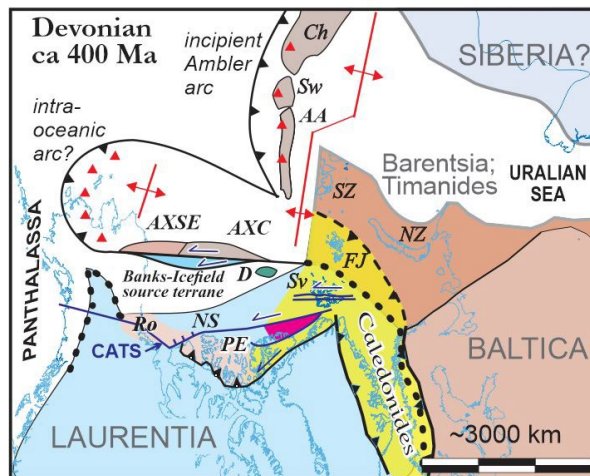 Devonian
ca 400 Ma
incipient
Ambler
arc
Ch
SIBERIA?
Sw
AA
intra-
oceanic
arc?
Barentsia;
Timanides
URALIAN
SEA
SZ
NZ
AXSE
AXC
FJ
PANTHALASSA
Banks-Icefield
source terrane
D
Sv
Ro
NS
CATS
PE
Caledonides
BALTICA
LAURENTIA
~3000 km